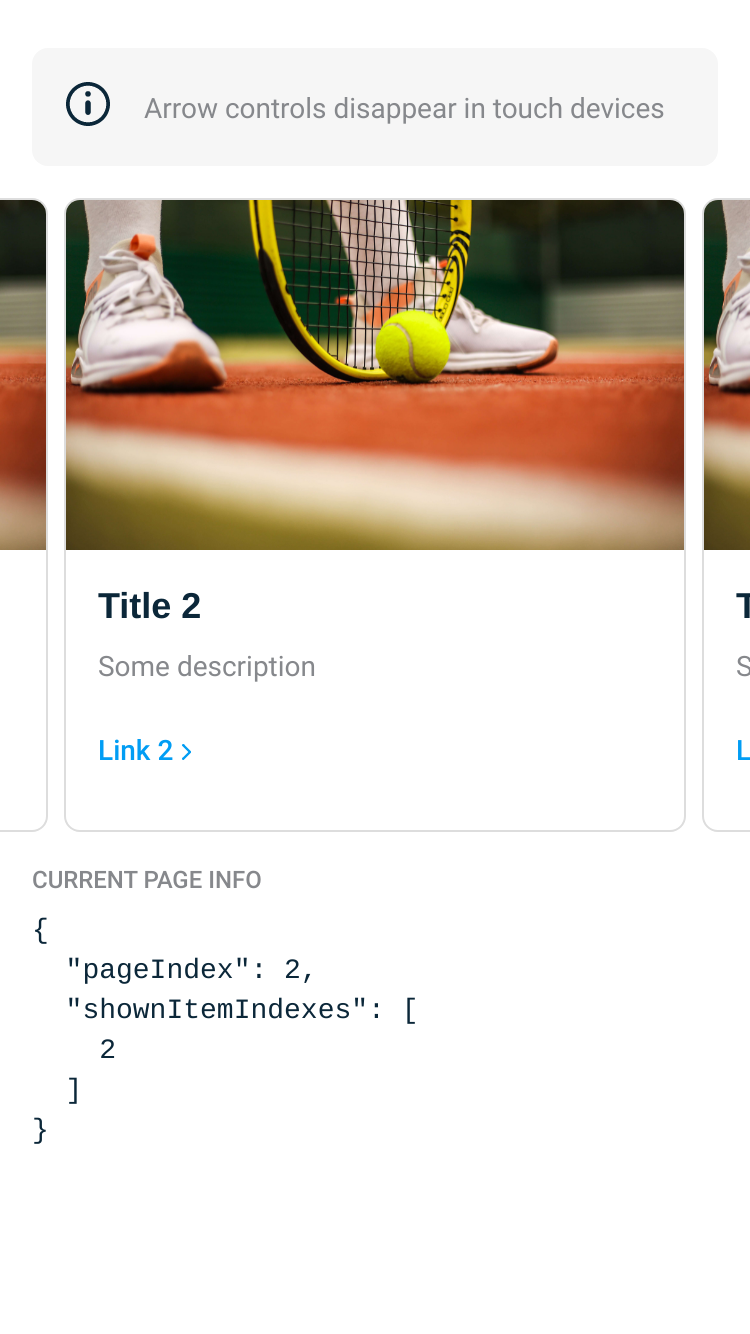 Arrow controls disappear in touch devices
Title 2
Some description
Link 2
CURRENT PAGE INFO
{
  "pageIndex": 2,
  "shownItemIndexes": [
    2
  ]
}